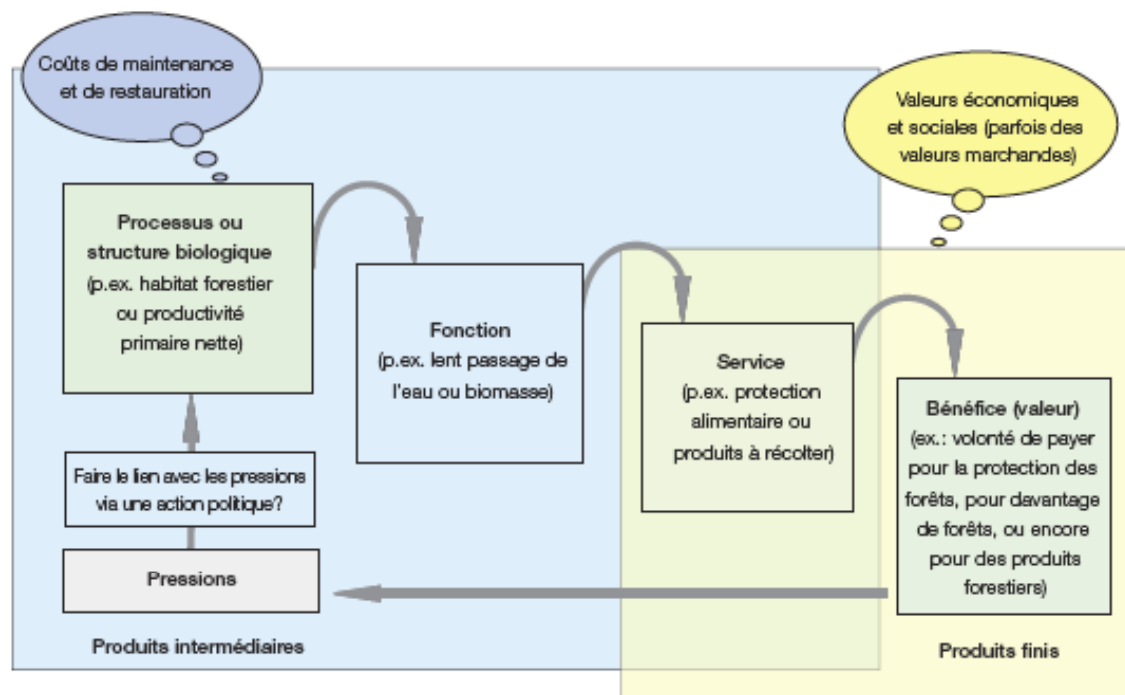 Coûts de maintenance
et de restauration
Valeurs économiques
et sociales (parfois des
valeurs marchandes)
Processus ou
structure biologique
(p.ex. habitat forestier
ou productivité
primaire nette)
Fonction
(p.ex. lent passage de
l'eau ou biomasse)
Service
(p.ex. protection
alimentaire ou
produits à récolter)
Bénéfice (valeur)
(ex.: volonté de payer
pour la protection des
forêts, pour davantage
de forêts, ou encore
pour des produits
forestiers)
Faire le lien avec les pressions
via une action politique?
Pressions
Produits intermédiaires
Produits finis